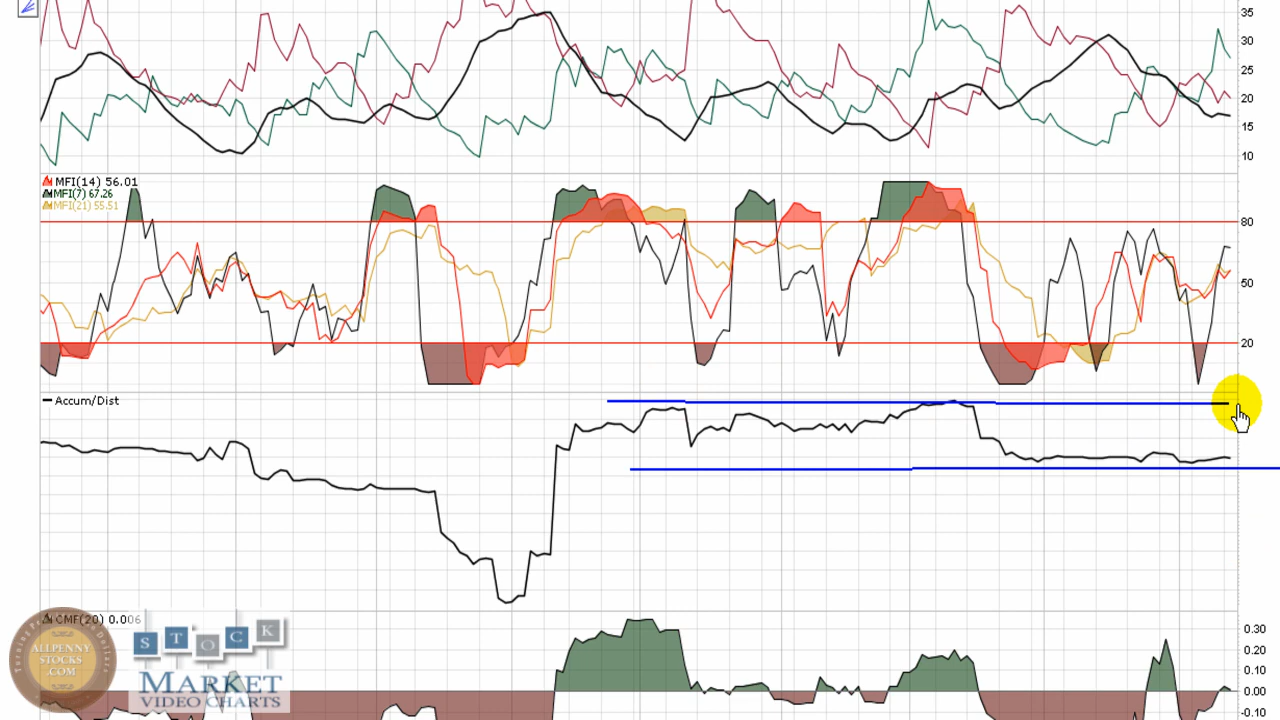 35
30
25
20
15
10
MFI(14) 56.01
MFI(7) 67.26
MFI(21) 55.51
80
50
20
Accum/Dist
CMF(20) 0.006
0.30
0.20
0.10
0.00
-0.10
ALLPENNY
STOCKS
.COM
STOCK
MARKET
VIDEO CHARTS